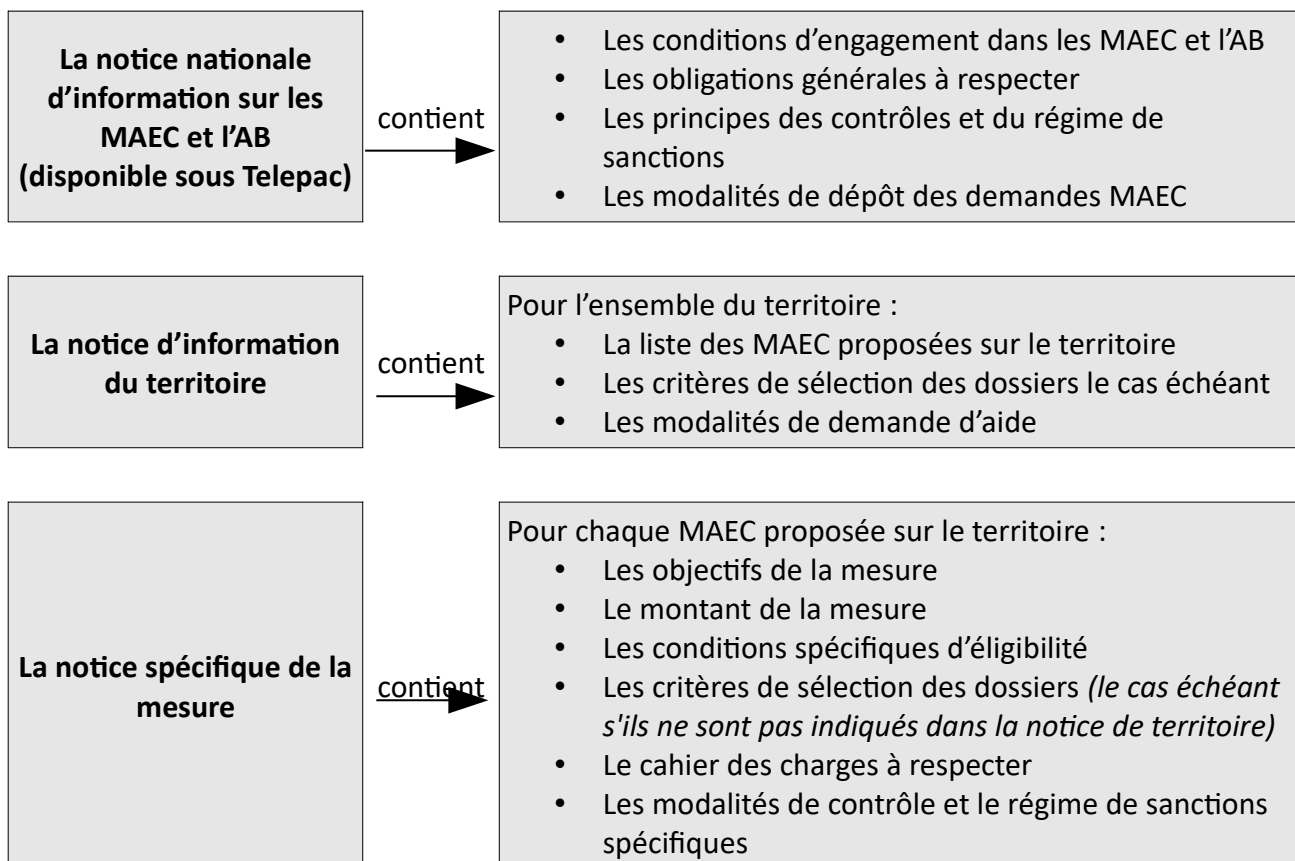 La notice nationale
d’information sur les
MAEC et l’AB
(disponible sous Telepac)
contient
• Les conditions d’engagement dans les MAEC et l’AB
• Les obligations générales à respecter
• Les principes des contrôles et du régime de
sanctions
• Les modalités de dépôt des demandes MAEC
La notice d’information
du territoire
contient
Pour l’ensemble du territoire :
• La liste des MAEC proposées sur le territoire
• Les critères de sélection des dossiers le cas échéant
• Les modalités de demande d’aide
La notice spécifique de la
mesure
contient
Pour chaque MAEC proposée sur le territoire :
• Les objectifs de la mesure
• Le montant de la mesure
• Les conditions spécifiques d’éligibilité
• Les critères de sélection des dossiers (le cas échéant
s'ils ne sont pas indiqués dans la notice de territoire)
• Le cahier des charges à respecter
• Les modalités de contrôle et le régime de sanctions
spécifiques